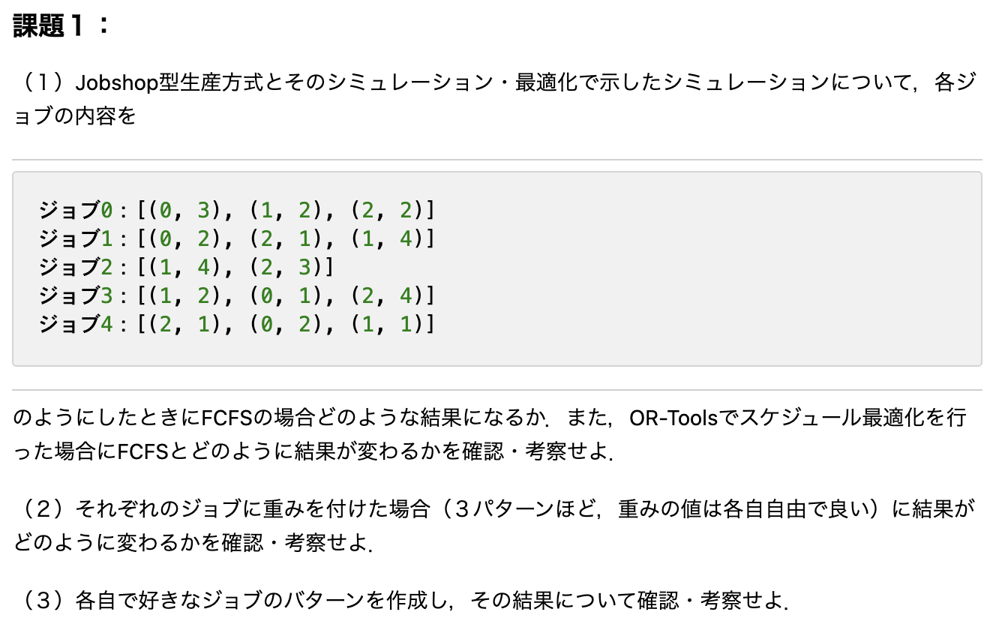 課題１：
（１）Jobshop型生産方式とそのシミュレーション・最適化で示したシミュレーションについて，各ジ
ョブの内容を
ジョブ0：[(0, 3), (1, 2), (2, 2)]
ジョブ1：[(0, 2), (2, 1), (1, 4)]
ジョブ2：[(1, 4), (2, 3)]
ジョブ3：[(1, 2), (0, 1), (2, 4)]
ジョブ4：[(2, 1), (0, 2), (1, 1)]
のようにしたときにFCFSの場合どのような結果になるか．また，OR-Toolsでスケジュール最適化を行
った場合にFCFSとどのように結果が変わるかを確認・考察せよ．
（２）それぞれのジョブに重みを付けた場合（３パターンほど，重みの値は各自自由で良い）に結果が
どのように変わるかを確認・考察せよ．
（３）各自で好きなジョブのパターンを作成し，その結果について確認・考察せよ．